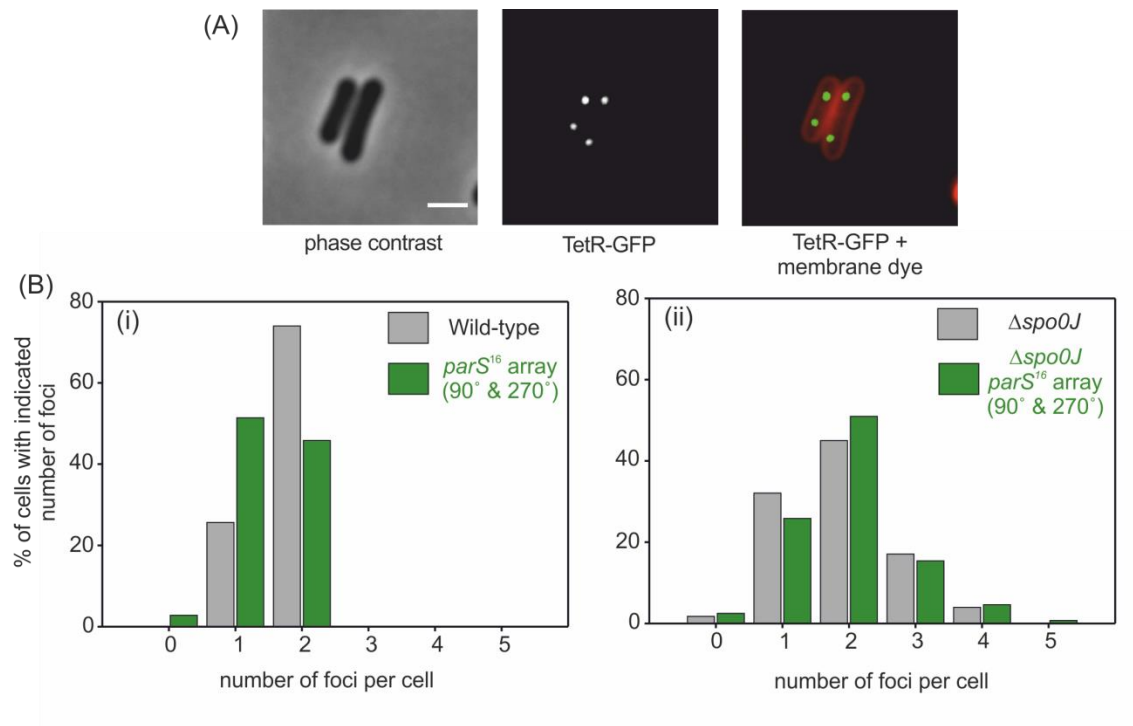 (A)
phase contrast
TetR-GFP
TetR-GFP +
membrane dye
(B)
% of cells with indicated
number of foci
80
60
40
20
0
(i)
Wild-type
parS¹⁶ array
(90˚ & 270˚)
0 1 2 3 4 5
number of foci per cell
80
60
40
20
0
(ii)
Δspo0J
Δspo0J
parS¹⁶ array
(90˚ & 270˚)
0 1 2 3 4 5
number of foci per cell